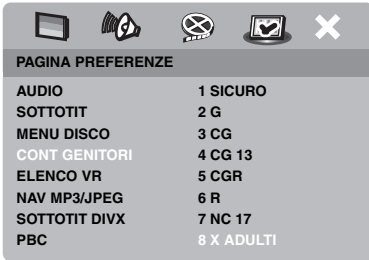 PAGINA PREFERENZE
AUDIO 1 SICURO
SOTTOTIT 2 G
MENU DISCO 3 CG
CONT GENITORI 4 CG 13
ELENCO VR 5 CGR
NAV MP3/JPEG 6 R
SOTTOTIT DIVX 7 NC 17
PBC 8 X ADULTI